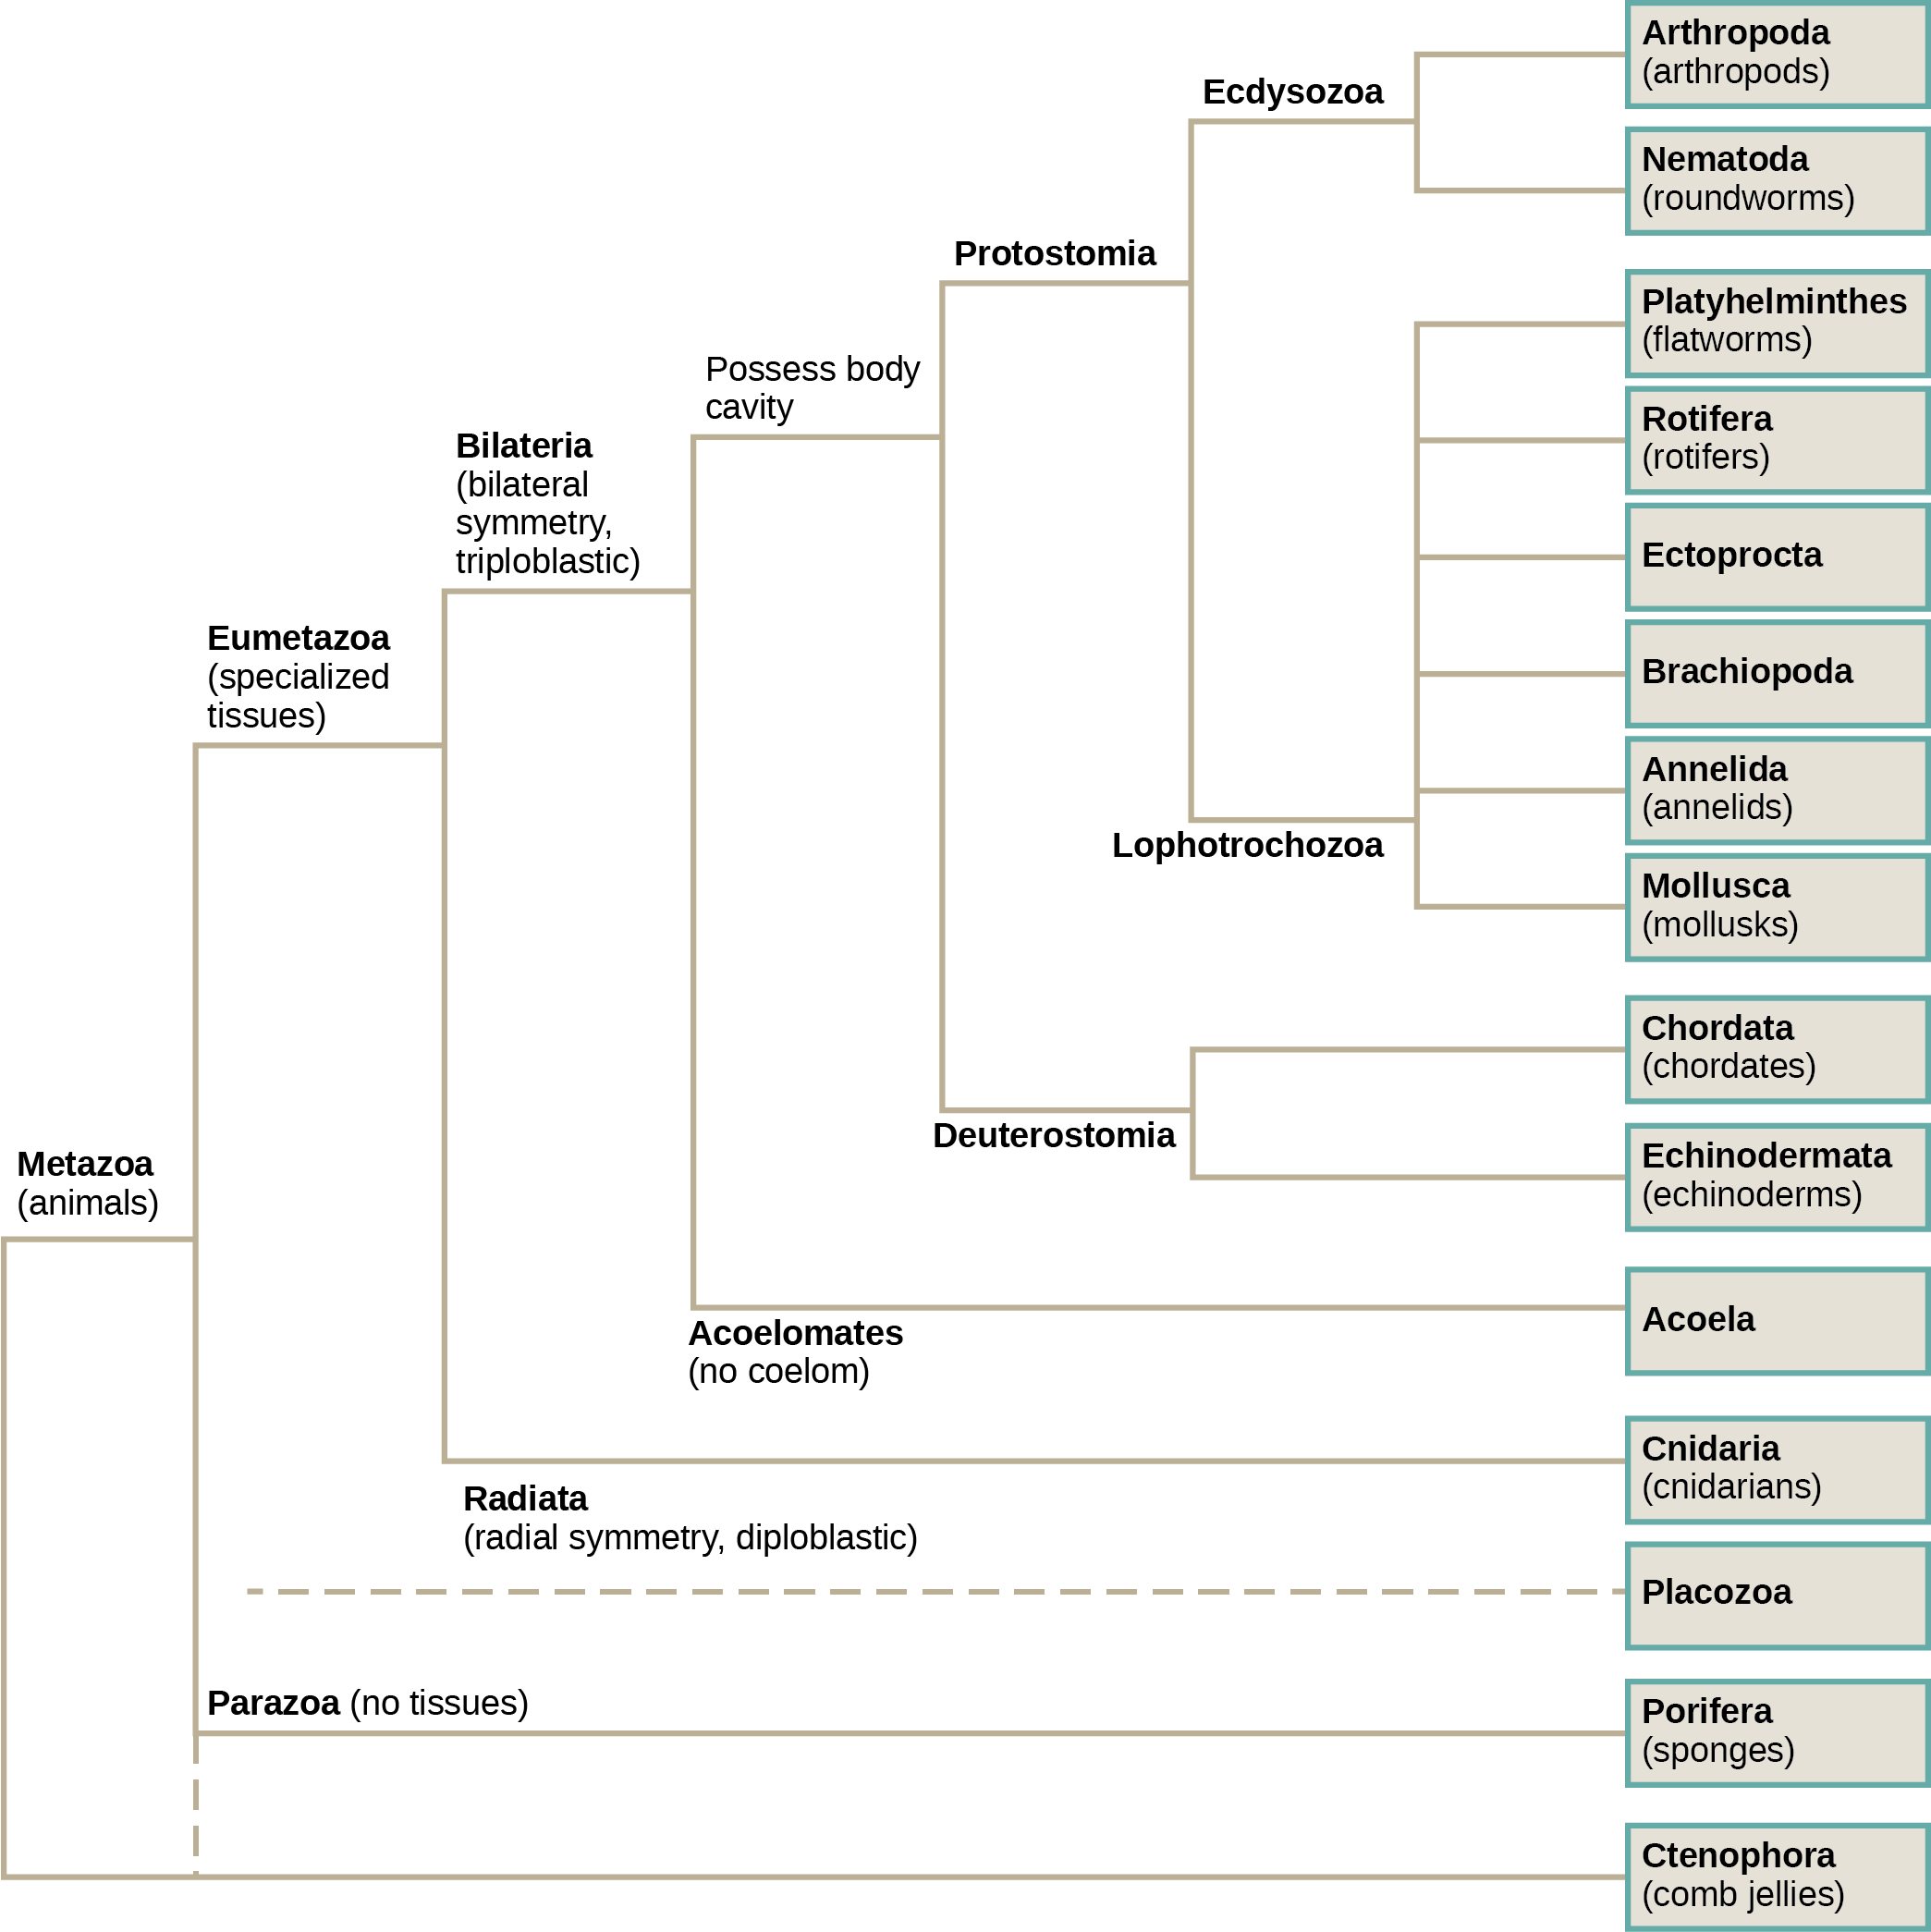 Arthropoda
(arthropods)
Ecdysozoa
Nematoda
(roundworms)
Protostomia
Platyhelminthes
(flatworms)
Possess body
cavity
Rotifera
(rotifers)
Bilateria
(bilateral
symmetry,
triploblastic)
Ectoprocta
Eumetazoa
(specialized
tissues)
Brachiopoda
Annelida
(annelids)
Lophotrochozoa
Mollusca
(mollusks)
Chordata
(chordates)
Deuterostomia
Metazoa
(animals)
Echinodermata
(echinoderms)
Acoela
Acoelomates
(no coelom)
Cnidaria
(cnidarians)
Radiata
(radial symmetry, diploblastic)
Placozoa
Parazoa (no tissues)
Porifera
(sponges)
Ctenophora
(comb jellies)